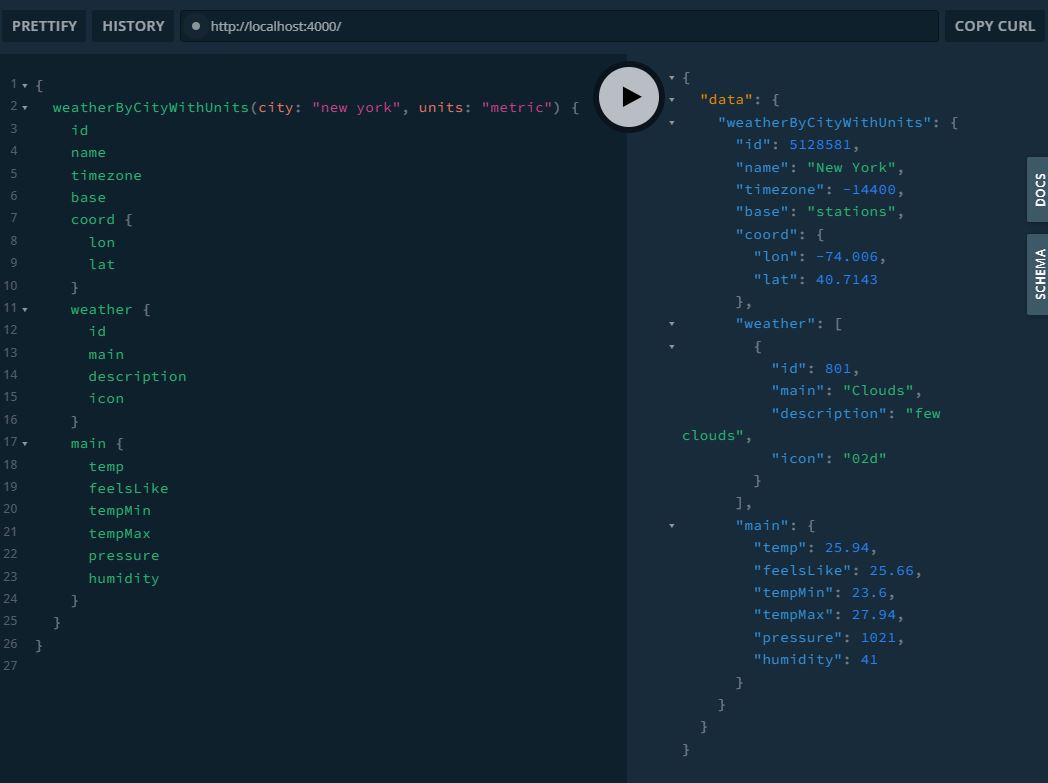 PRETTIFY HISTORY http://localhost:4000/ COPY CURL
1 {
2 weatherByCityWithUnits(city: "new york", units: "metric") {
3 id
4 name
5 timezone
6 base
7 coord {
8 lon
9 lat
10 }
11 weather {
12 id
13 main
14 description
15 icon
16 }
17 main {
18 temp
19 feelsLike
20 tempMin
21 tempMax
22 pressure
23 humidity
24 }
25 }
26 }
27
{
"data": {
"weatherByCityWithUnits": {
"id": 5128581,
"name": "New York",
"timezone": -14400,
"base": "stations",
"coord": {
"lon": -74.006,
"lat": 40.7143
},
"weather": [
{
"id": 801,
"main": "Clouds",
"description": "few
clouds",
"icon": "02d"
}
],
"main": {
"temp": 25.94,
"feelsLike": 25.66,
"tempMin": 23.6,
"tempMax": 27.94,
"pressure": 1021,
"humidity": 41
}
}
}
}
DOCS
SCHEMA